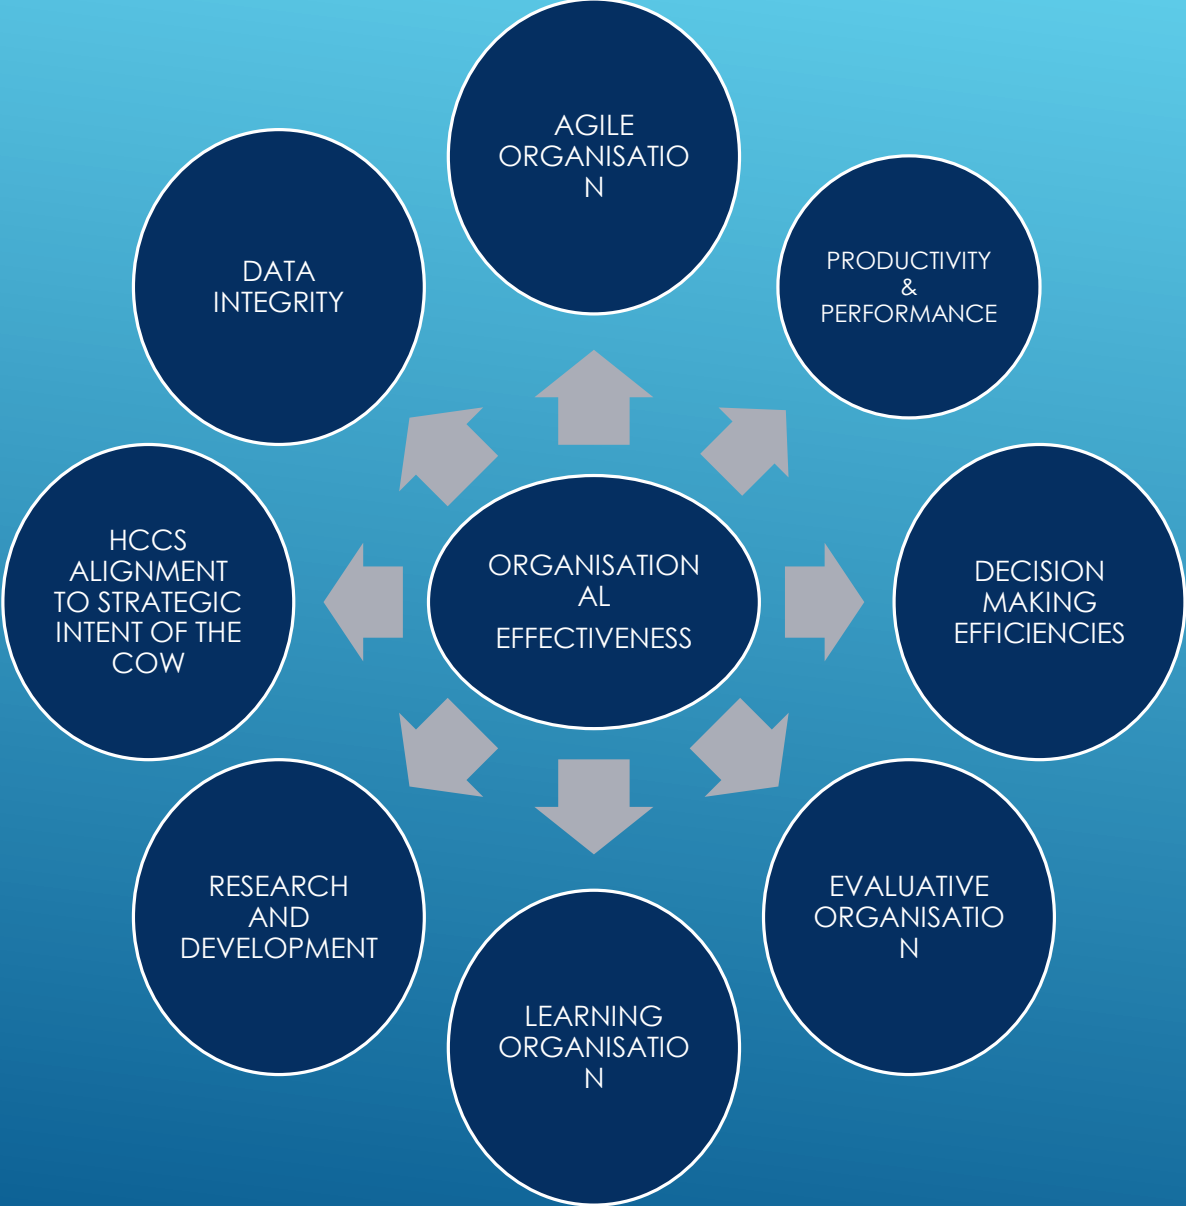 AGILE
ORGANISATIO
N
PRODUCTIVITY
&
PERFORMANCE
DECISION
MAKING
EFFICIENCIES
EVALUATIVE
ORGANISATIO
N
LEARNING
ORGANISATIO
N
RESEARCH
AND
DEVELOPMENT
HCCS
ALIGNMENT
TO STRATEGIC
INTENT OF THE
COW
DATA
INTEGRITY
ORGANISATION
AL
EFFECTIVENESS